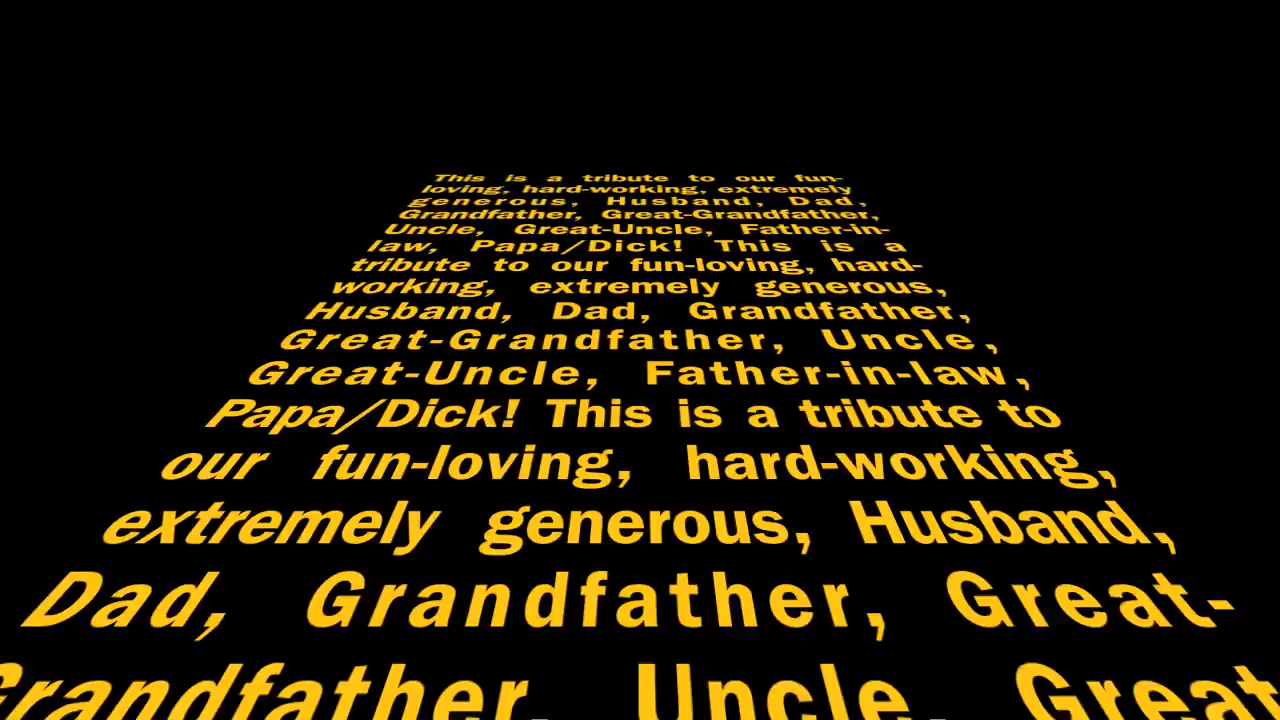 This is a tribute to our fun-
loving, hard-working, extremely
generous, Husband, Dad,
Grandfather, Great-Grandfather,
Uncle, Great-Uncle, Father-in-
law, Papa/Dick! This is a
tribute to our fun-loving, hard-
working, extremely generous,
Husband, Dad, Grandfather,
Great-Grandfather, Uncle,
Great-Uncle, Father-in-law,
Papa/Dick! This is a tribute to
our fun-loving, hard-working,
extremely generous, Husband,
Dad, Grandfather, Great-
Grandfather, Uncle, Great